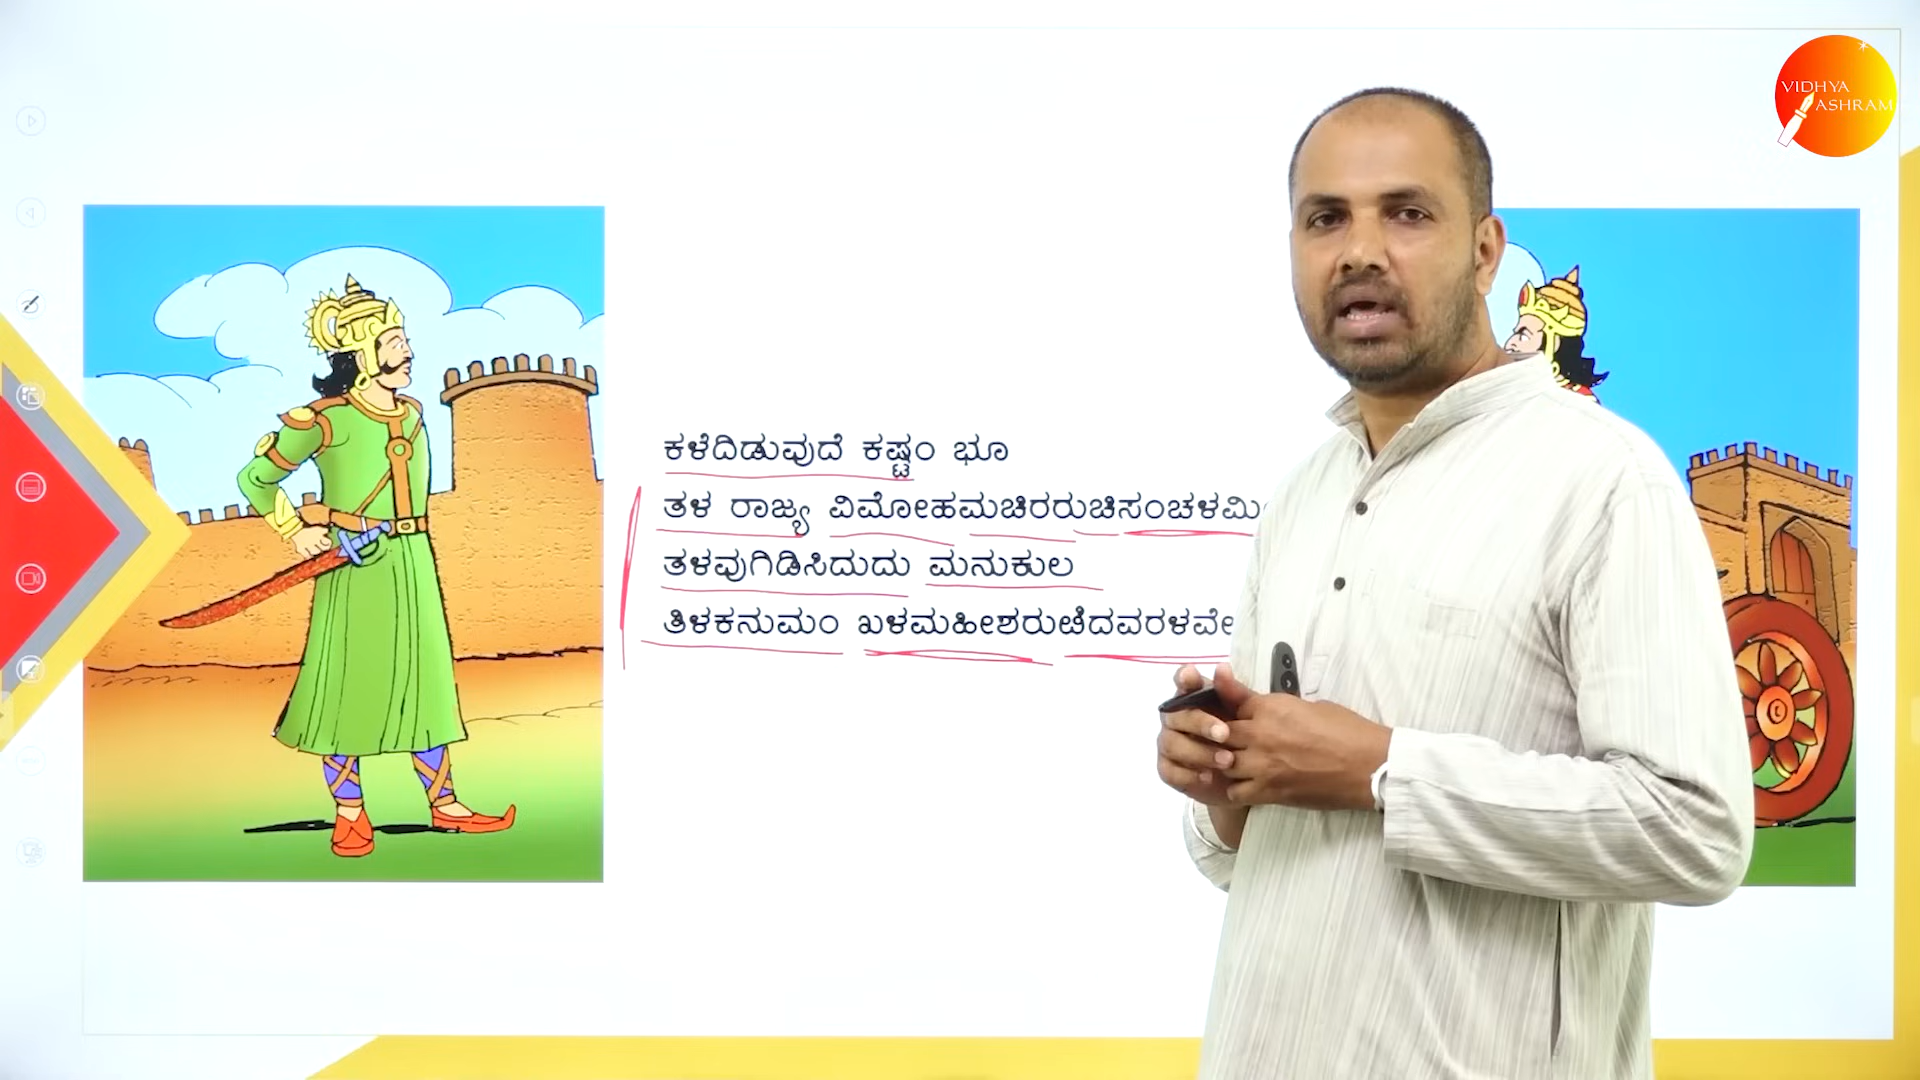 VIDHYA
ASHRAM
ಕಳೆದಿಡುವುದೆ ಕಷ್ಟಂ ಭೂ
ತಳ ರಾಜ್ಯ ವಿಮೋಹಮಚಿರರುಚಿಸಂಚಳಮಿ
ತಳವುಗಿಡಿಸಿದುದು ಮನುಕುಲ
ತಿಳಕನುಮಂ ಖಳಮಹೀಶರುೞಿದವರಳವೇ